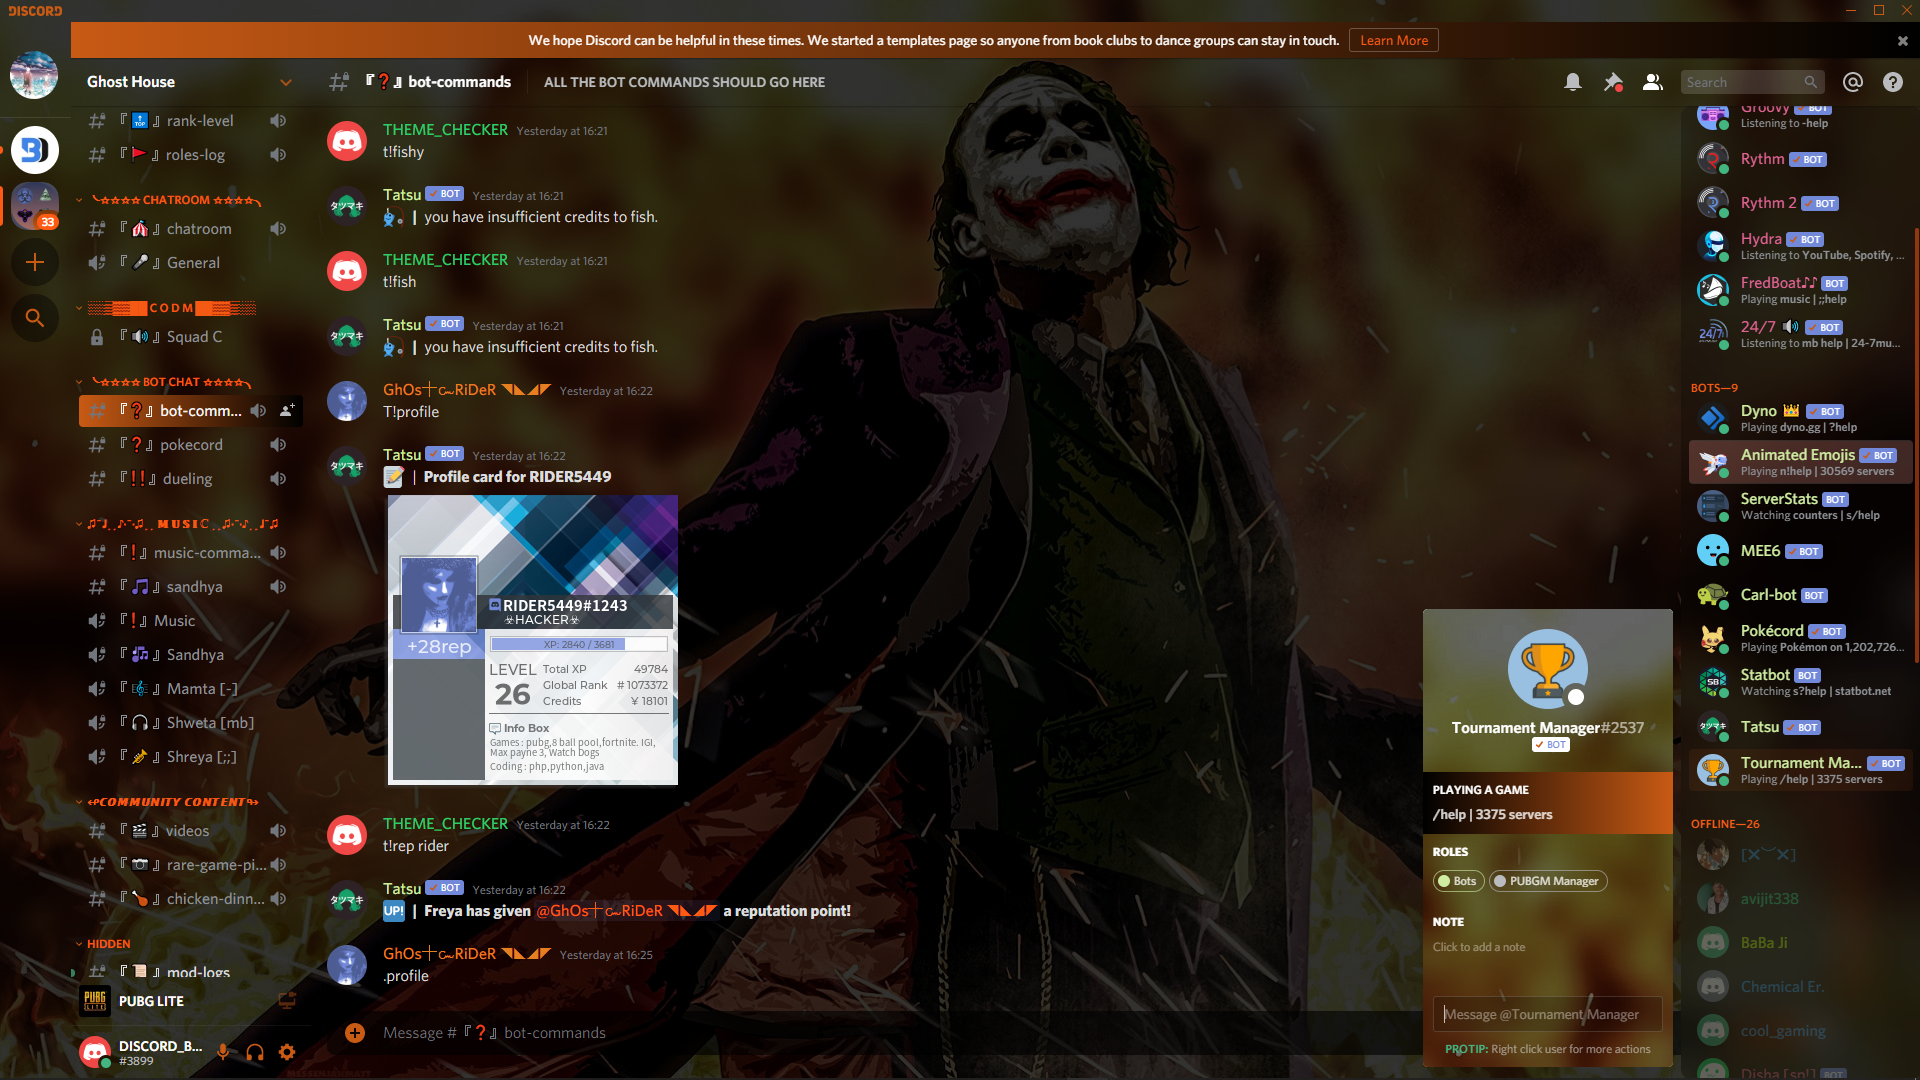 DISCORD
We hope Discord can be helpful in these times. We started a templates page so anyone from book clubs to dance groups can stay in touch. Learn More
Ghost House
『❓』bot-commands
ALL THE BOT COMMANDS SHOULD GO HERE
Search
33
『🔝』rank-level
『🚩』roles-log
╰☆☆☆☆ CHATROOM ☆☆☆☆╮
『🎪』chatroom
『🎤』General
░▒▓█ C O D M █▓▒░
『🔊』Squad C
╰☆☆☆☆ BOT CHAT ☆☆☆☆╮
『❓』bot-comm...
『❓』pokecord
『‼』dueling
MUSIC
『❗』music-comma...
『🎵』sandhya
『❗』Music
『🎶』Sandhya
『🎼』Mamta [-]
『🎧』Shweta [mb]
『🎺』Shreya [;;]
↫COMMUNITY CONTENT↬
『🎬』videos
『📷』rare-game-pi...
『🍗』chicken-dinn...
HIDDEN
『📜』mod-logs
PUBG LITE
PUBG LITE
DISCORD_B...
#3899
THEME_CHECKER Yesterday at 16:21
t!fishy
Tatsu BOT Yesterday at 16:21
| you have insufficient credits to fish.
THEME_CHECKER Yesterday at 16:21
t!fish
Tatsu BOT Yesterday at 16:21
| you have insufficient credits to fish.
GhOs┼c~RiDeR ◥◣◢◤ Yesterday at 16:22
T!profile
Tatsu BOT Yesterday at 16:22
📝 | Profile card for RIDER5449
RIDER5449#1243
☣HACKER☣
+28rep
XP: 2840 / 3681
LEVEL 26
Total XP 49784
Global Rank #1073372
Credits ¥ 18101
Info Box
Games : pubg,8 ball pool,fortnite. IGI,
Max payne 3, Watch Dogs
Coding : php,python,java
THEME_CHECKER Yesterday at 16:22
t!rep rider
Tatsu BOT Yesterday at 16:22
UP! | Freya has given @GhOs┼c~RiDeR ◥◣◢◤ a reputation point!
GhOs┼c~RiDeR ◥◣◢◤ Yesterday at 16:25
.profile
Message #『❓』bot-commands
Groovy BOT
Listening to -help
Rythm BOT
Rythm 2 BOT
Hydra BOT
Listening to YouTube, Spotify, ...
FredBoat♪♪ BOT
Playing music | ;;help
24/7 🔊 BOT
Listening to mb help | 24-7mu...
BOTS—9
Dyno 👑 BOT
Playing dyno.gg | ?help
Animated Emojis BOT
Playing n!help | 30569 servers
ServerStats BOT
Watching counters | s/help
MEE6 BOT
Carl-bot BOT
Pokécord BOT
Playing Pokémon on 1,202,726...
Statbot BOT
Watching s?help | statbot.net
Tatsu BOT
Tournament Ma... BOT
Playing /help | 3375 servers
OFFLINE—26
avijit338
BaBa Ji
Chemical Er.
cool_gaming
Disha [sp!] BOT
Tournament Manager#2537
BOT
PLAYING A GAME
/help | 3375 servers
ROLES
Bots PUBGM Manager
NOTE
Click to add a note
Message @Tournament Manager
PROTIP: Right click user for more actions